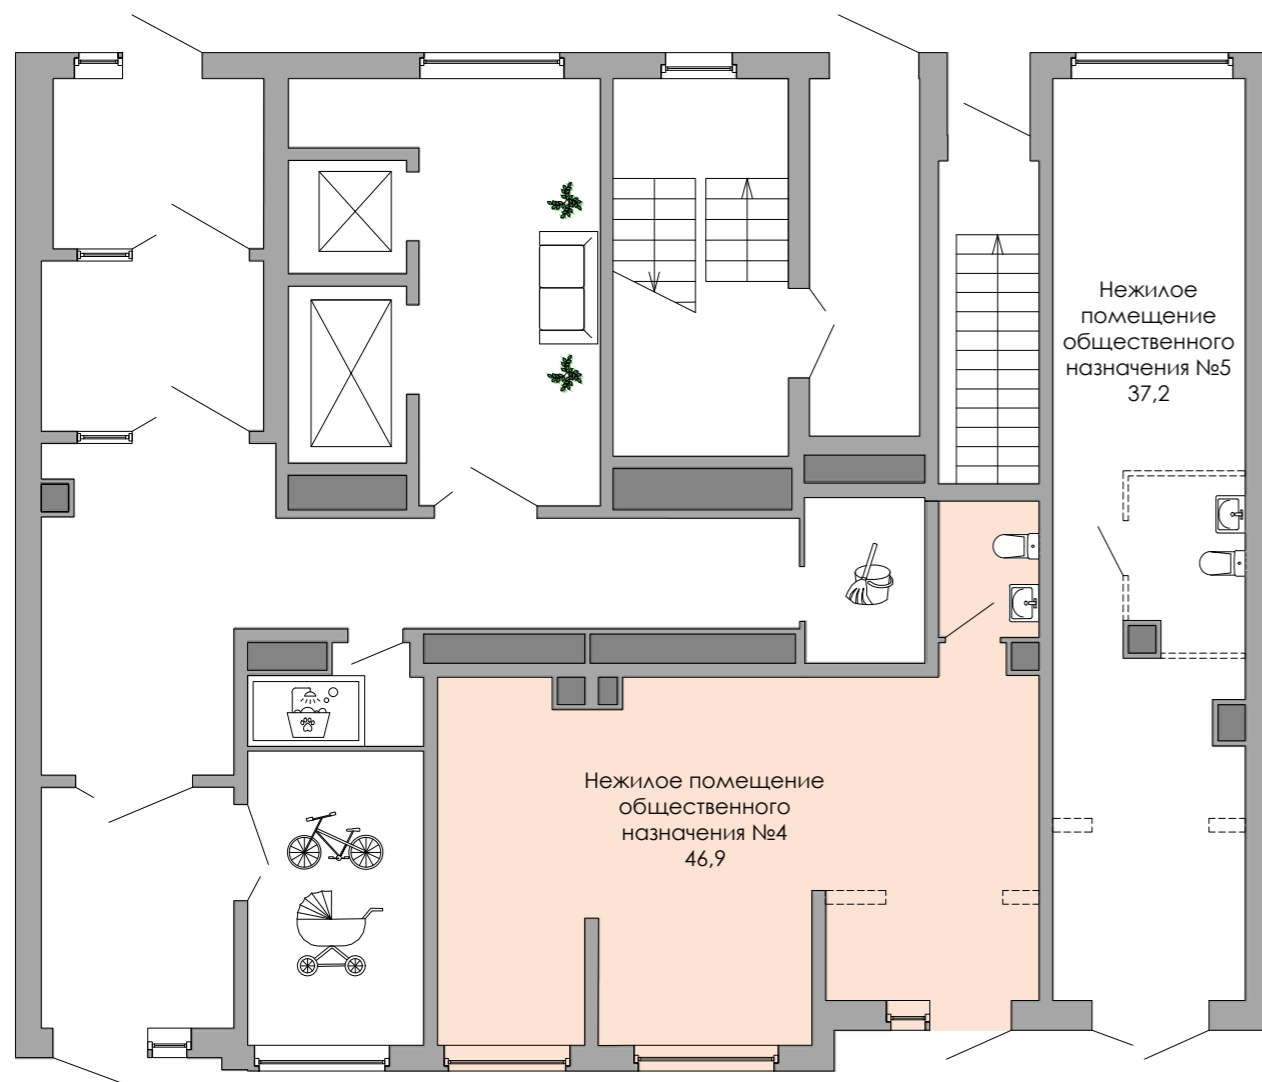 Нежилое
помещение
общественного
назначения №5
37,2
Нежилое помещение
общественного
назначения №4
46,9